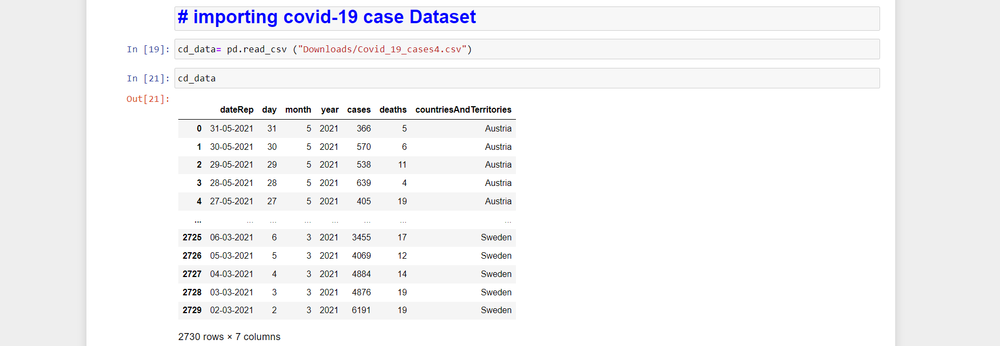 # importing covid-19 case Dataset
In [19]: cd_data= pd.read_csv ("Downloads/Covid_19_cases4.csv")
In [21]: cd_data
Out[21]:
dateRep day month year cases deaths countriesAndTerritories
0 31-05-2021 31 5 2021 366 5 Austria
1 30-05-2021 30 5 2021 570 6 Austria
2 29-05-2021 29 5 2021 538 11 Austria
3 28-05-2021 28 5 2021 639 4 Austria
4 27-05-2021 27 5 2021 405 19 Austria
... ... ... ... ... ... ... ...
2725 06-03-2021 6 3 2021 3455 17 Sweden
2726 05-03-2021 5 3 2021 4069 12 Sweden
2727 04-03-2021 4 3 2021 4884 14 Sweden
2728 03-03-2021 3 3 2021 4876 19 Sweden
2729 02-03-2021 2 3 2021 6191 19 Sweden
2730 rows × 7 columns